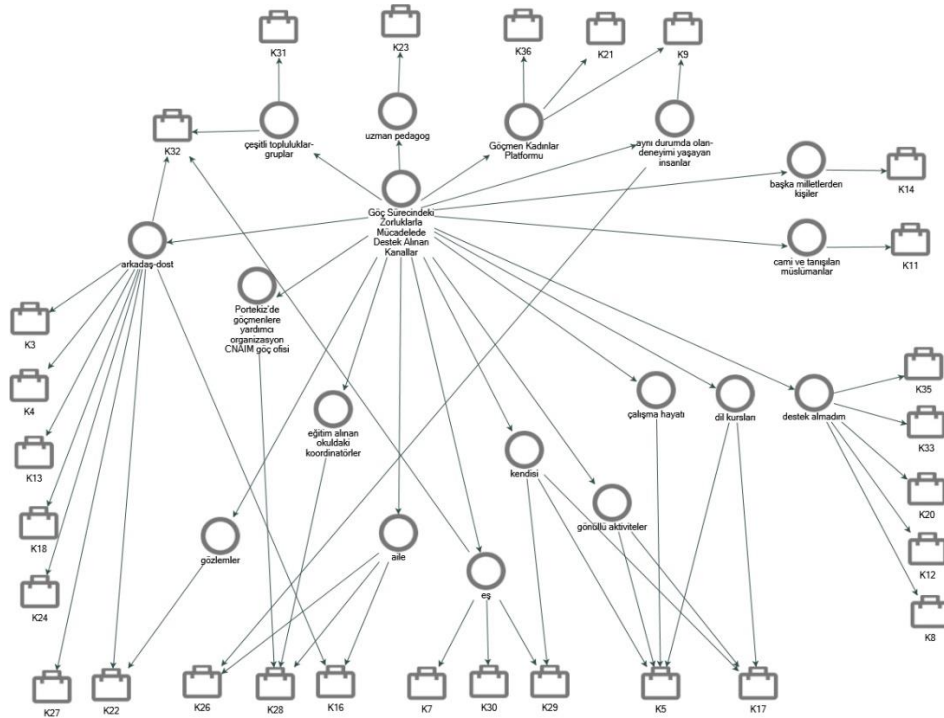 K31
K23
K36
K21
K9
K32
çeşitli topluluklar-
gruplar
uzman pedagog
Göçmen Kadınlar
Platformu
aynı durumda olan-
deneyimi yaşayan
insanlar
başka milletlerden
kişiler
K14
Göç Sürecindeki
Zorluklarla
Mücadelede
Destek Alınan
Kanallar
arkadaş-dost
cami ve tanışılan
müslümanlar
K11
Portekiz'de
göçmenlere
yardımcı
organizasyon
CNAIM göç ofisi
K3
K4
K13
K18
K24
eğitim alınan
okuldaki
koordinatörler
çalışma hayatı
dil kursları
destek almadım
K35
K33
K20
K12
K8
kendisi
gönüllü aktiviteler
gözlemler
aile
eş
K27
K22
K26
K28
K16
K7
K30
K29
K5
K17